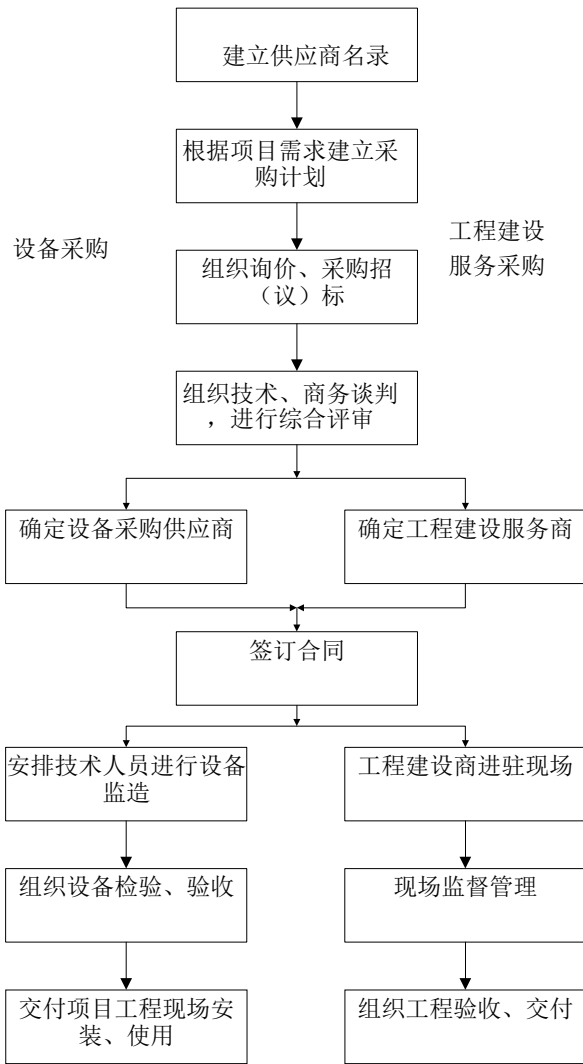 建立供应商名录
根据项目需求建立采
购计划
设备采购
工程建设
服务采购
组织询价、采购招
（议）标
组织技术、商务谈判
，进行综合评审
确定设备采购供应商
确定工程建设服务商
签订合同
安排技术人员进行设备
监造
工程建设商进驻现场
组织设备检验、验收
现场监督管理
交付项目工程现场安
装、使用
组织工程验收、交付